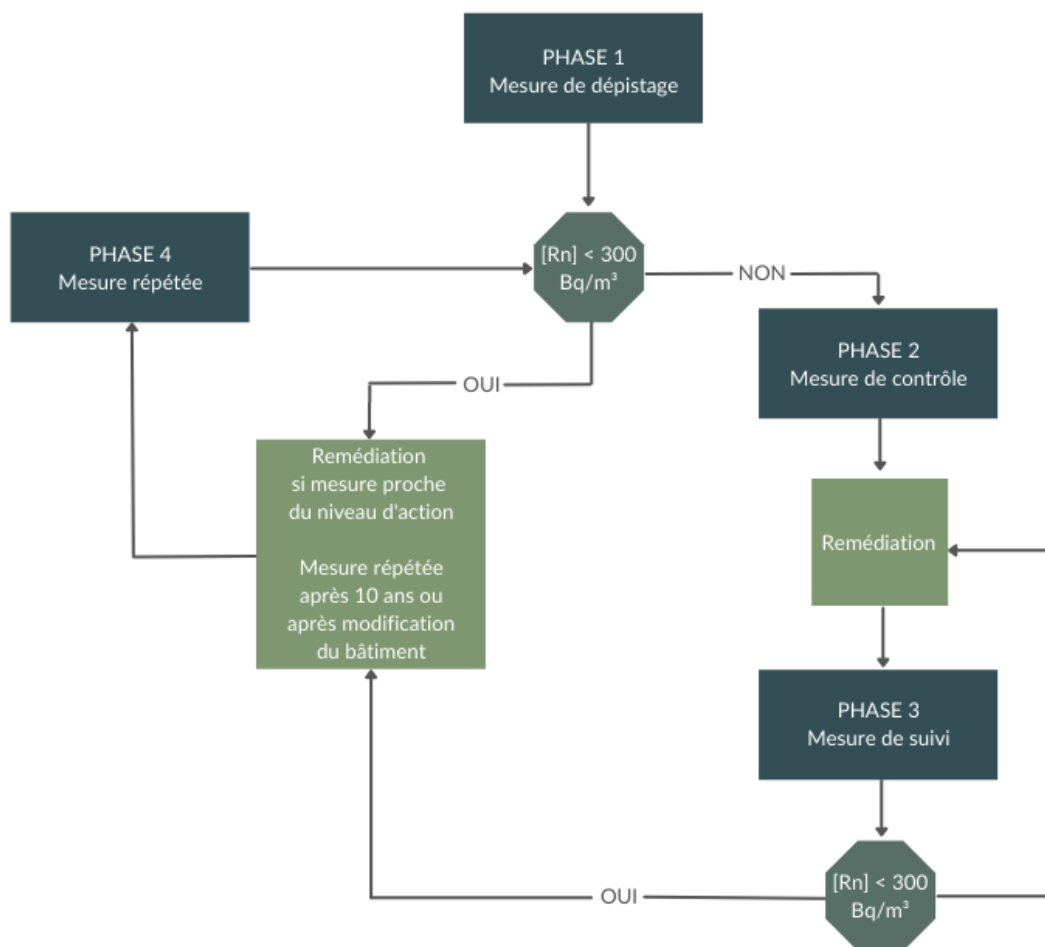 PHASE 1
Mesure de dépistage
PHASE 4
Mesure répétée
[Rn] < 300
Bq/m³
NON
PHASE 2
Mesure de contrôle
OUI
Remédiation
si mesure proche
du niveau d'action
Mesure répétée
après 10 ans ou
après modification
du bâtiment
Remédiation
PHASE 3
Mesure de suivi
[Rn] < 300
Bq/m³
OUI